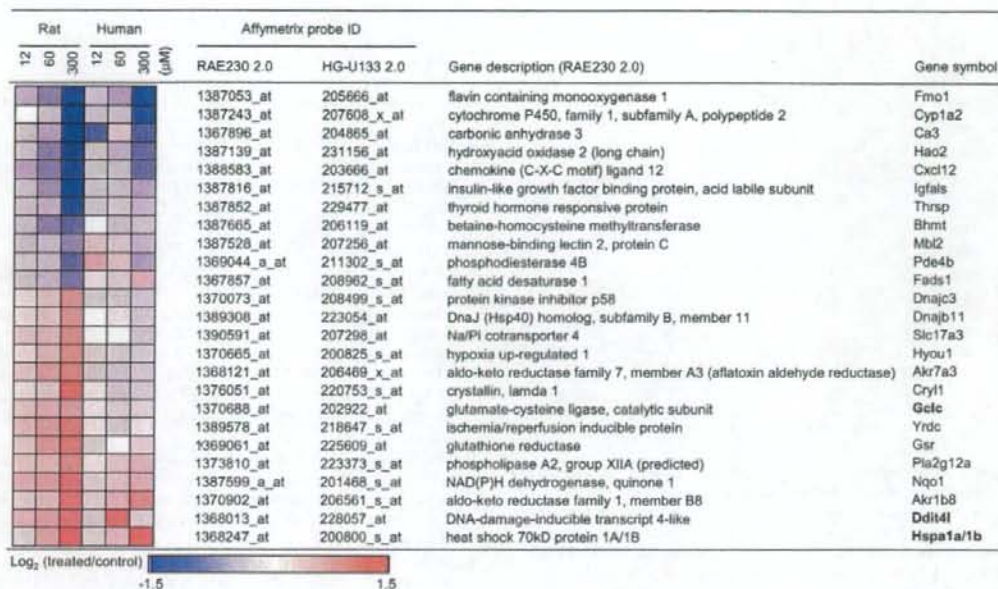 Rat Human Affymetrix probe ID
12 60 300 12 60 300 (μM) RAE230 2.0 HG-U133 2.0 Gene description (RAE230 2.0) Gene symbol
1387053_at 205666_at flavin containing monooxygenase 1 Fmo1
1387243_at 207608_x_at cytochrome P450, family 1, subfamily A, polypeptide 2 Cyp1a2
1367896_at 204865_at carbonic anhydrase 3 Ca3
1387139_at 231156_at hydroxyacid oxidase 2 (long chain) Hao2
1388583_at 203666_at chemokine (C-X-C motif) ligand 12 Cxcl12
1387816_at 215712_s_at insulin-like growth factor binding protein, acid labile subunit Igfals
1387852_at 229477_at thyroid hormone responsive protein Thrsp
1387665_at 206119_at betaine-homocysteine methyltransferase Bhmt
1387528_at 207256_at mannose-binding lectin 2, protein C Mbl2
1369044_a_at 211302_s_at phosphodiesterase 4B Pde4b
1367857_at 208962_s_at fatty acid desaturase 1 Fads1
1370073_at 208499_s_at protein kinase inhibitor p58 Dnajc3
1389308_at 223054_at DnaJ (Hsp40) homolog, subfamily B, member 11 Dnajb11
1390591_at 207298_at Na/Pi cotransporter 4 Slc17a3
1370665_at 200825_s_at hypoxia up-regulated 1 Hyou1
1368121_at 206469_x_at aldo-keto reductase family 7, member A3 (aflatoxin aldehyde reductase) Akr7a3
1376051_at 220753_s_at crystallin, lamda 1 Cryl1
1370688_at 202922_at glutamate-cysteine ligase, catalytic subunit Gclc
1389578_at 218647_s_at ischemia/reperfusion inducible protein Yrdc
1369061_at 225609_at glutathione reductase Gsr
1373810_at 223373_s_at phospholipase A2, group XIIA (predicted) Pla2g12a
1387599_a_at 201468_s_at NAD(P)H dehydrogenase, quinone 1 Nqo1
1370902_at 206561_s_at aldo-keto reductase family 1, member B8 Akr1b8
1368013_at 228057_at DNA-damage-inducible transcript 4-like Ddit4l
1368247_at 200800_s_at heat shock 70kD protein 1A/1B Hspa1a/1b
Log2 (treated/control)
-1.5 1.5